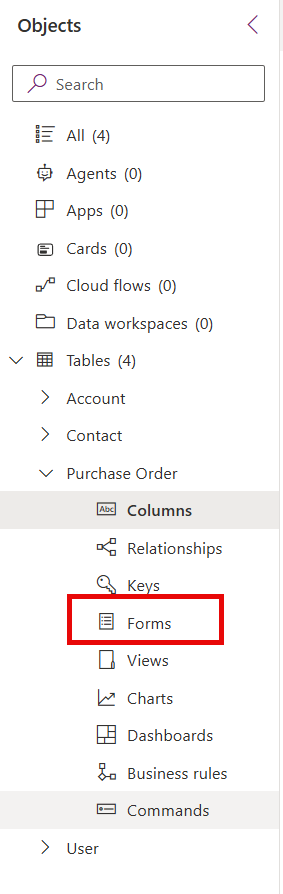 Objects
Search
All (4)
Agents (0)
Apps (0)
Cards (0)
Cloud flows (0)
Data workspaces (0)
Tables (4)
Account
Contact
Purchase Order
Abc Columns
Relationships
Keys
Forms
Views
Charts
Dashboards
Business rules
Commands
User